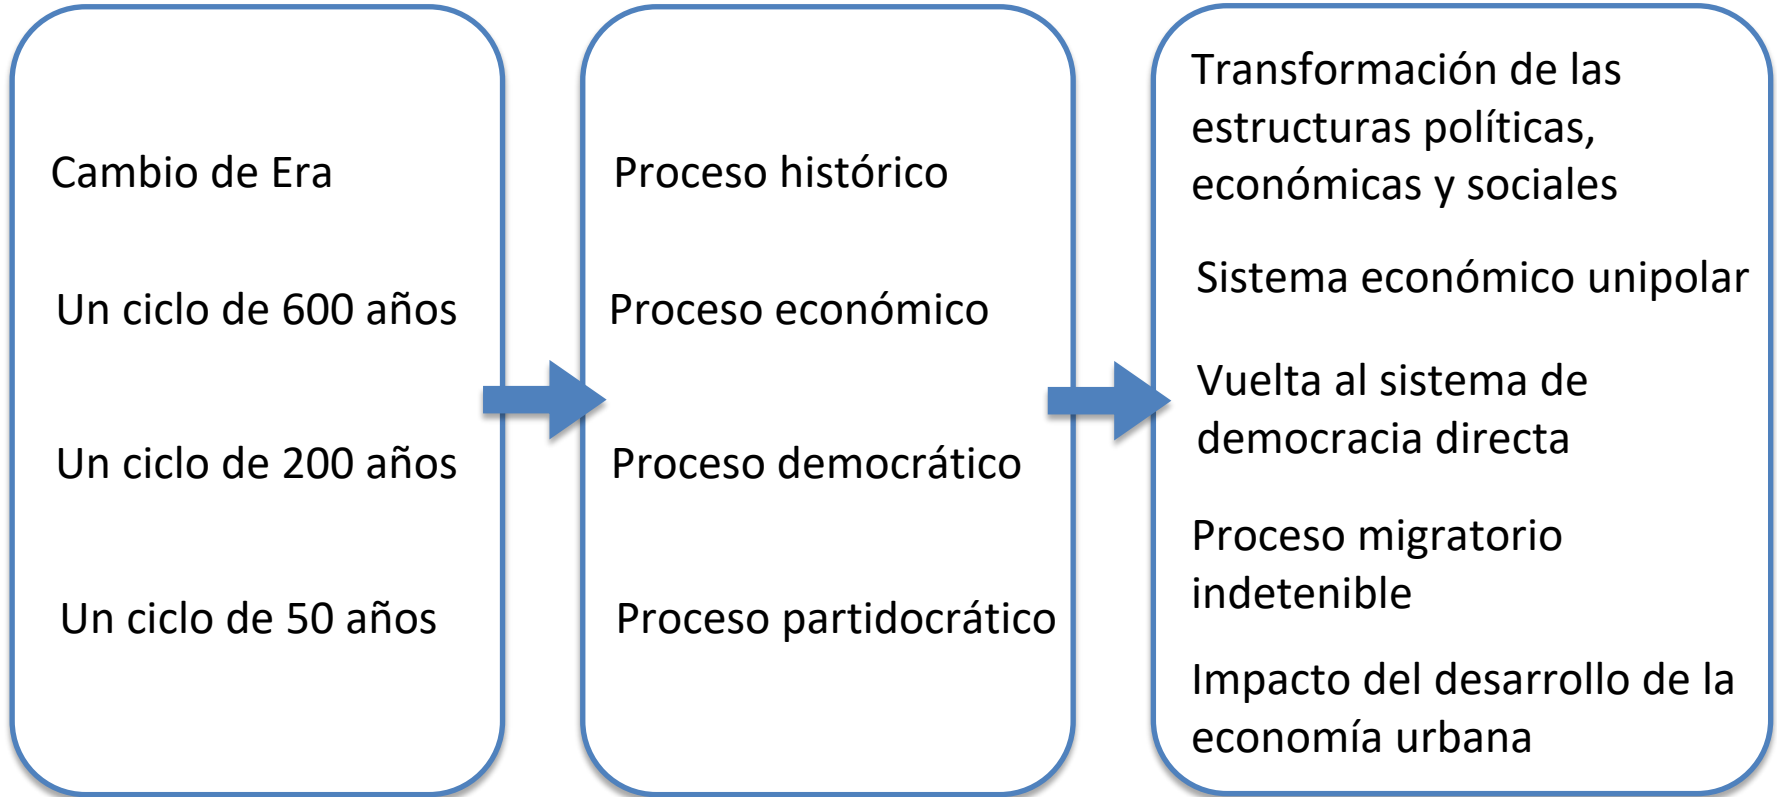 Cambio de Era
Un ciclo de 600 años
Un ciclo de 200 años
Un ciclo de 50 años
Proceso histórico
Proceso económico
Proceso democrático
Proceso partidocrático
Transformación de las
estructuras políticas,
económicas y sociales
Sistema económico unipolar
Vuelta al sistema de
democracia directa
Proceso migratorio
indetenible
Impacto del desarrollo de la
economía urbana